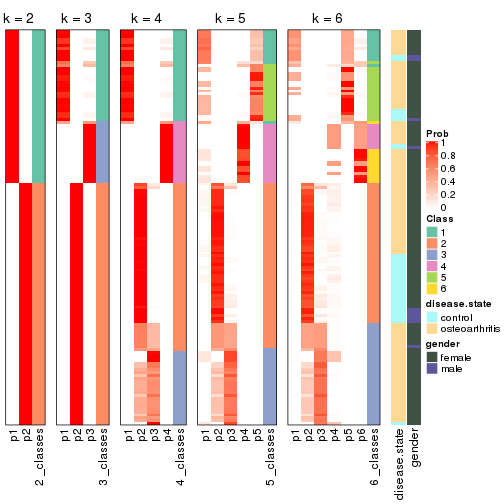 k = 2 k = 3 k = 4 k = 5 k = 6
Prob
1
0.8
0.6
0.4
0.2
0
Class
1
2
3
4
5
6
disease.state
control
osteoarthritis
gender
female
male
p1 p2 2_classes p1 p2 p3 3_classes p1 p2 p3 p4 4_classes p1 p2 p3 p4 p5 5_classes p1 p2 p3 p4 p5 p6 6_classes disease.state gender